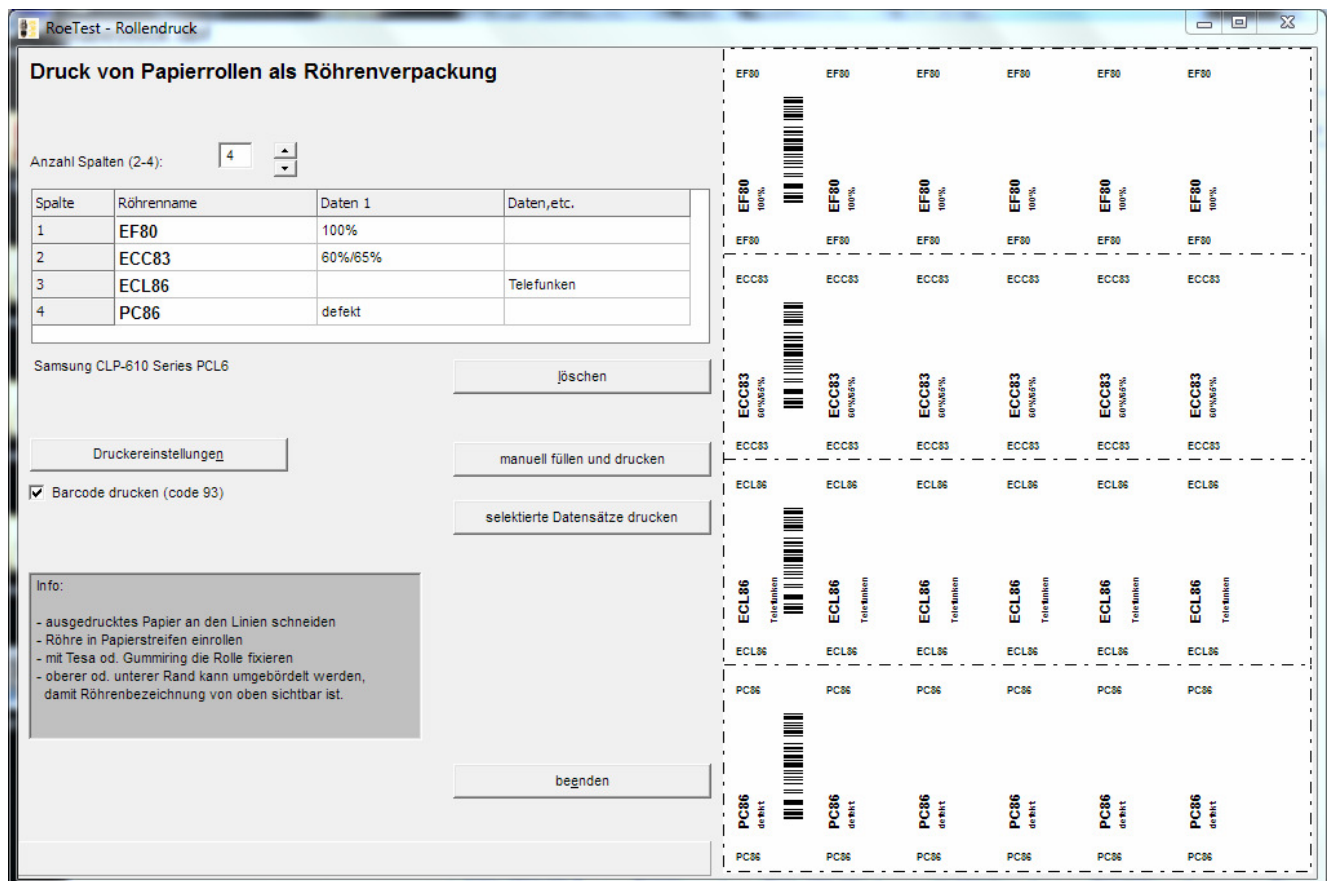 RoeTest - Rollendruck
Druck von Papierrollen als Röhrenverpackung
Anzahl Spalten (2-4): 4
Spalte Röhrenname Daten 1 Daten,etc.
1 EF80 100%
2 ECC83 60%/65%
3 ECL86 Telefunken
4 PC86 defekt
Samsung CLP-610 Series PCL6
löschen
Druckereinstellungen
manuell füllen und drucken
Barcode drucken (code 93)
selektierte Datensätze drucken
Info:
- ausgedrucktes Papier an den Linien schneiden
- Röhre in Papierstreifen einrollen
- mit Tesa od. Gummiring die Rolle fixieren
- oberer od. unterer Rand kann umgebördelt werden,
damit Röhrenbezeichnung von oben sichtbar ist.
beenden
EF80 EF80 EF80 EF80 EF80 EF80
EF80 EF80 EF80 EF80 EF80 EF80
100% 100% 100% 100% 100% 100%
EF80 EF80 EF80 EF80 EF80 EF80
ECC83 ECC83 ECC83 ECC83 ECC83 ECC83
ECC83 ECC83 ECC83 ECC83 ECC83 ECC83
60%/65% 60%/65% 60%/65% 60%/65% 60%/65% 60%/65%
ECC83 ECC83 ECC83 ECC83 ECC83 ECC83
ECL86 ECL86 ECL86 ECL86 ECL86 ECL86
ECL86 ECL86 ECL86 ECL86 ECL86 ECL86
Telefunken Telefunken Telefunken Telefunken Telefunken Telefunken
ECL86 ECL86 ECL86 ECL86 ECL86 ECL86
PC86 PC86 PC86 PC86 PC86 PC86
PC86 PC86 PC86 PC86 PC86 PC86
defekt defekt defekt defekt defekt defekt
PC86 PC86 PC86 PC86 PC86 PC86